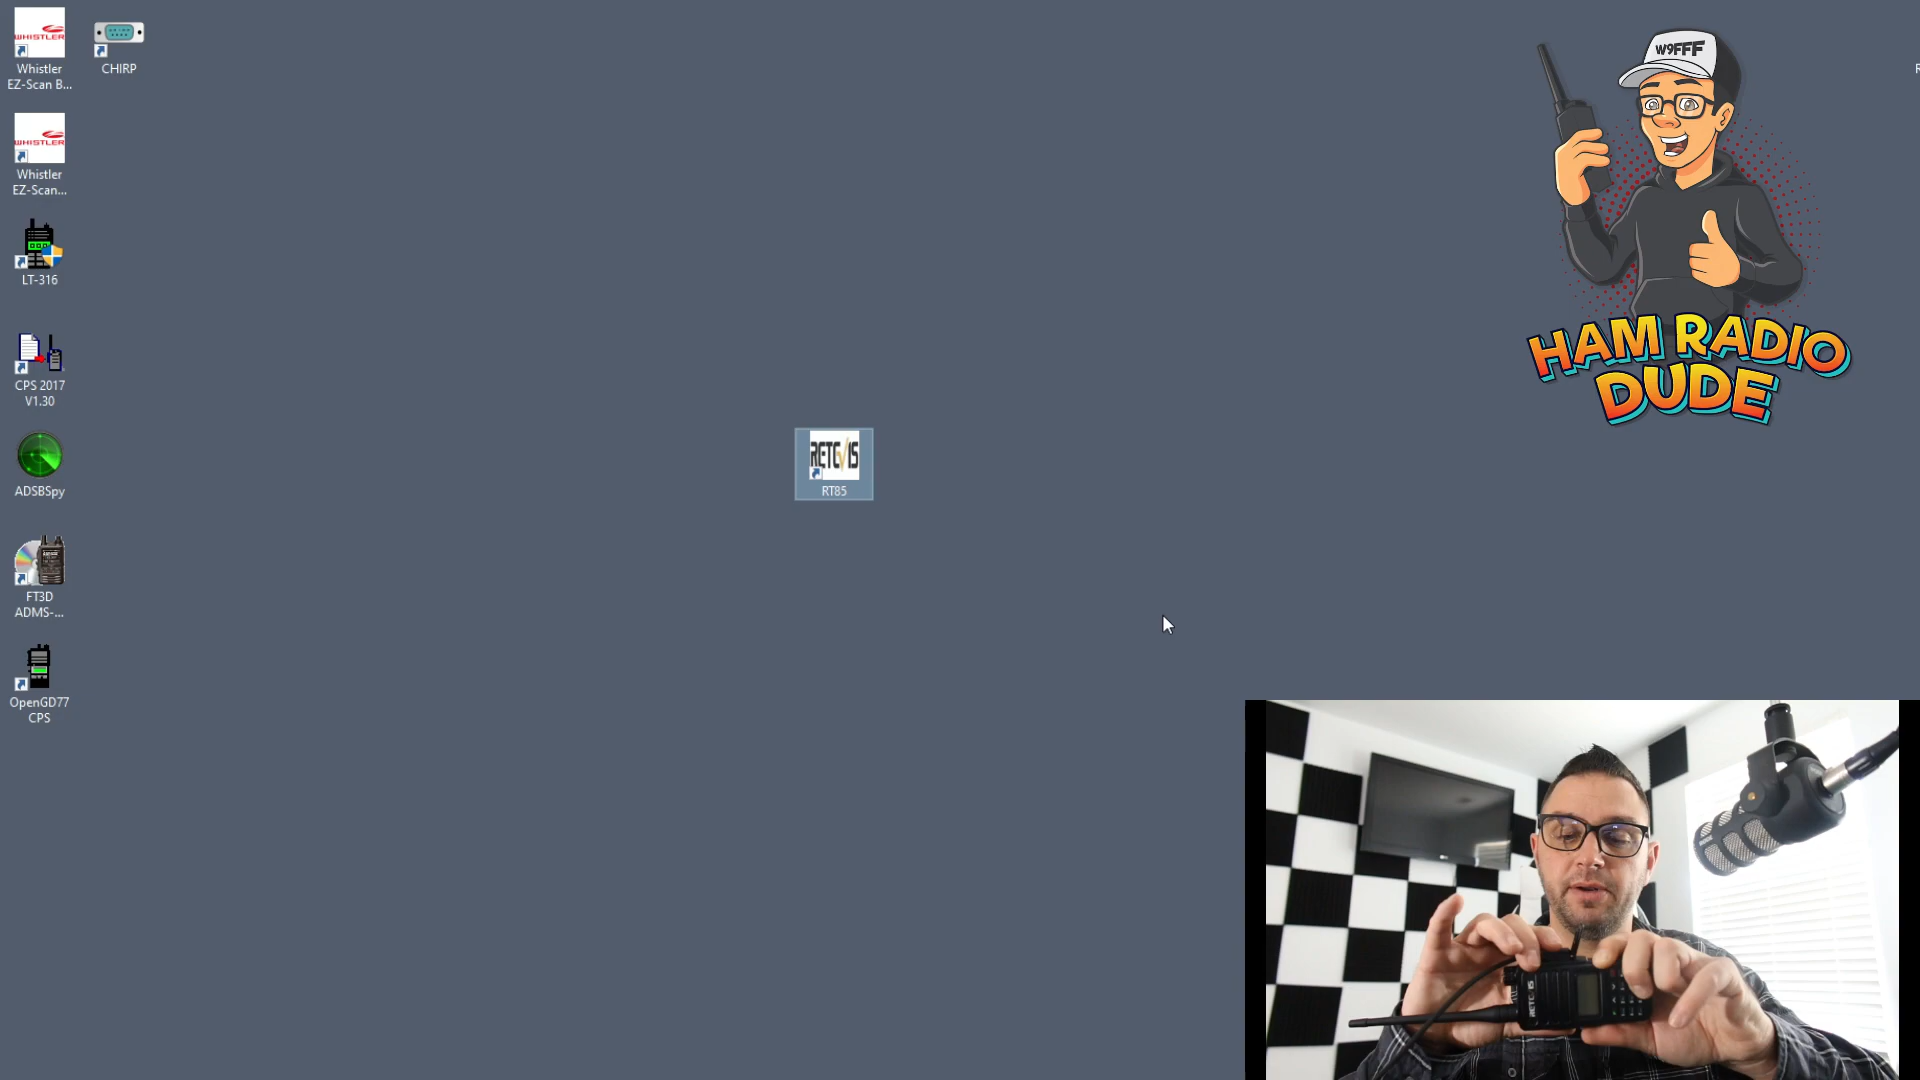 WHISTLER
Whistler
EZ-Scan B...
CHIRP
WHISTLER
Whistler
EZ-Scan...
LT-316
CPS 2017
V1.30
ADSBSpy
FT3D
ADMS-...
OpenGD77
CPS
RETEVIS
RT85
W9FFF
HAM RADIO
DUDE
RETEVIS